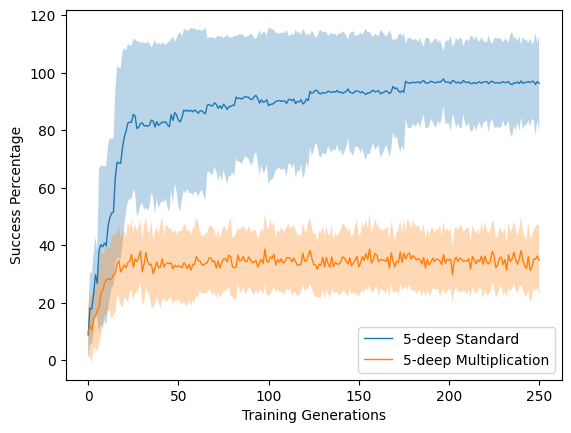 120
100
80
60
40
20
0
Success Percentage
0 50 100 150 200 250
Training Generations
5-deep Standard
5-deep Multiplication